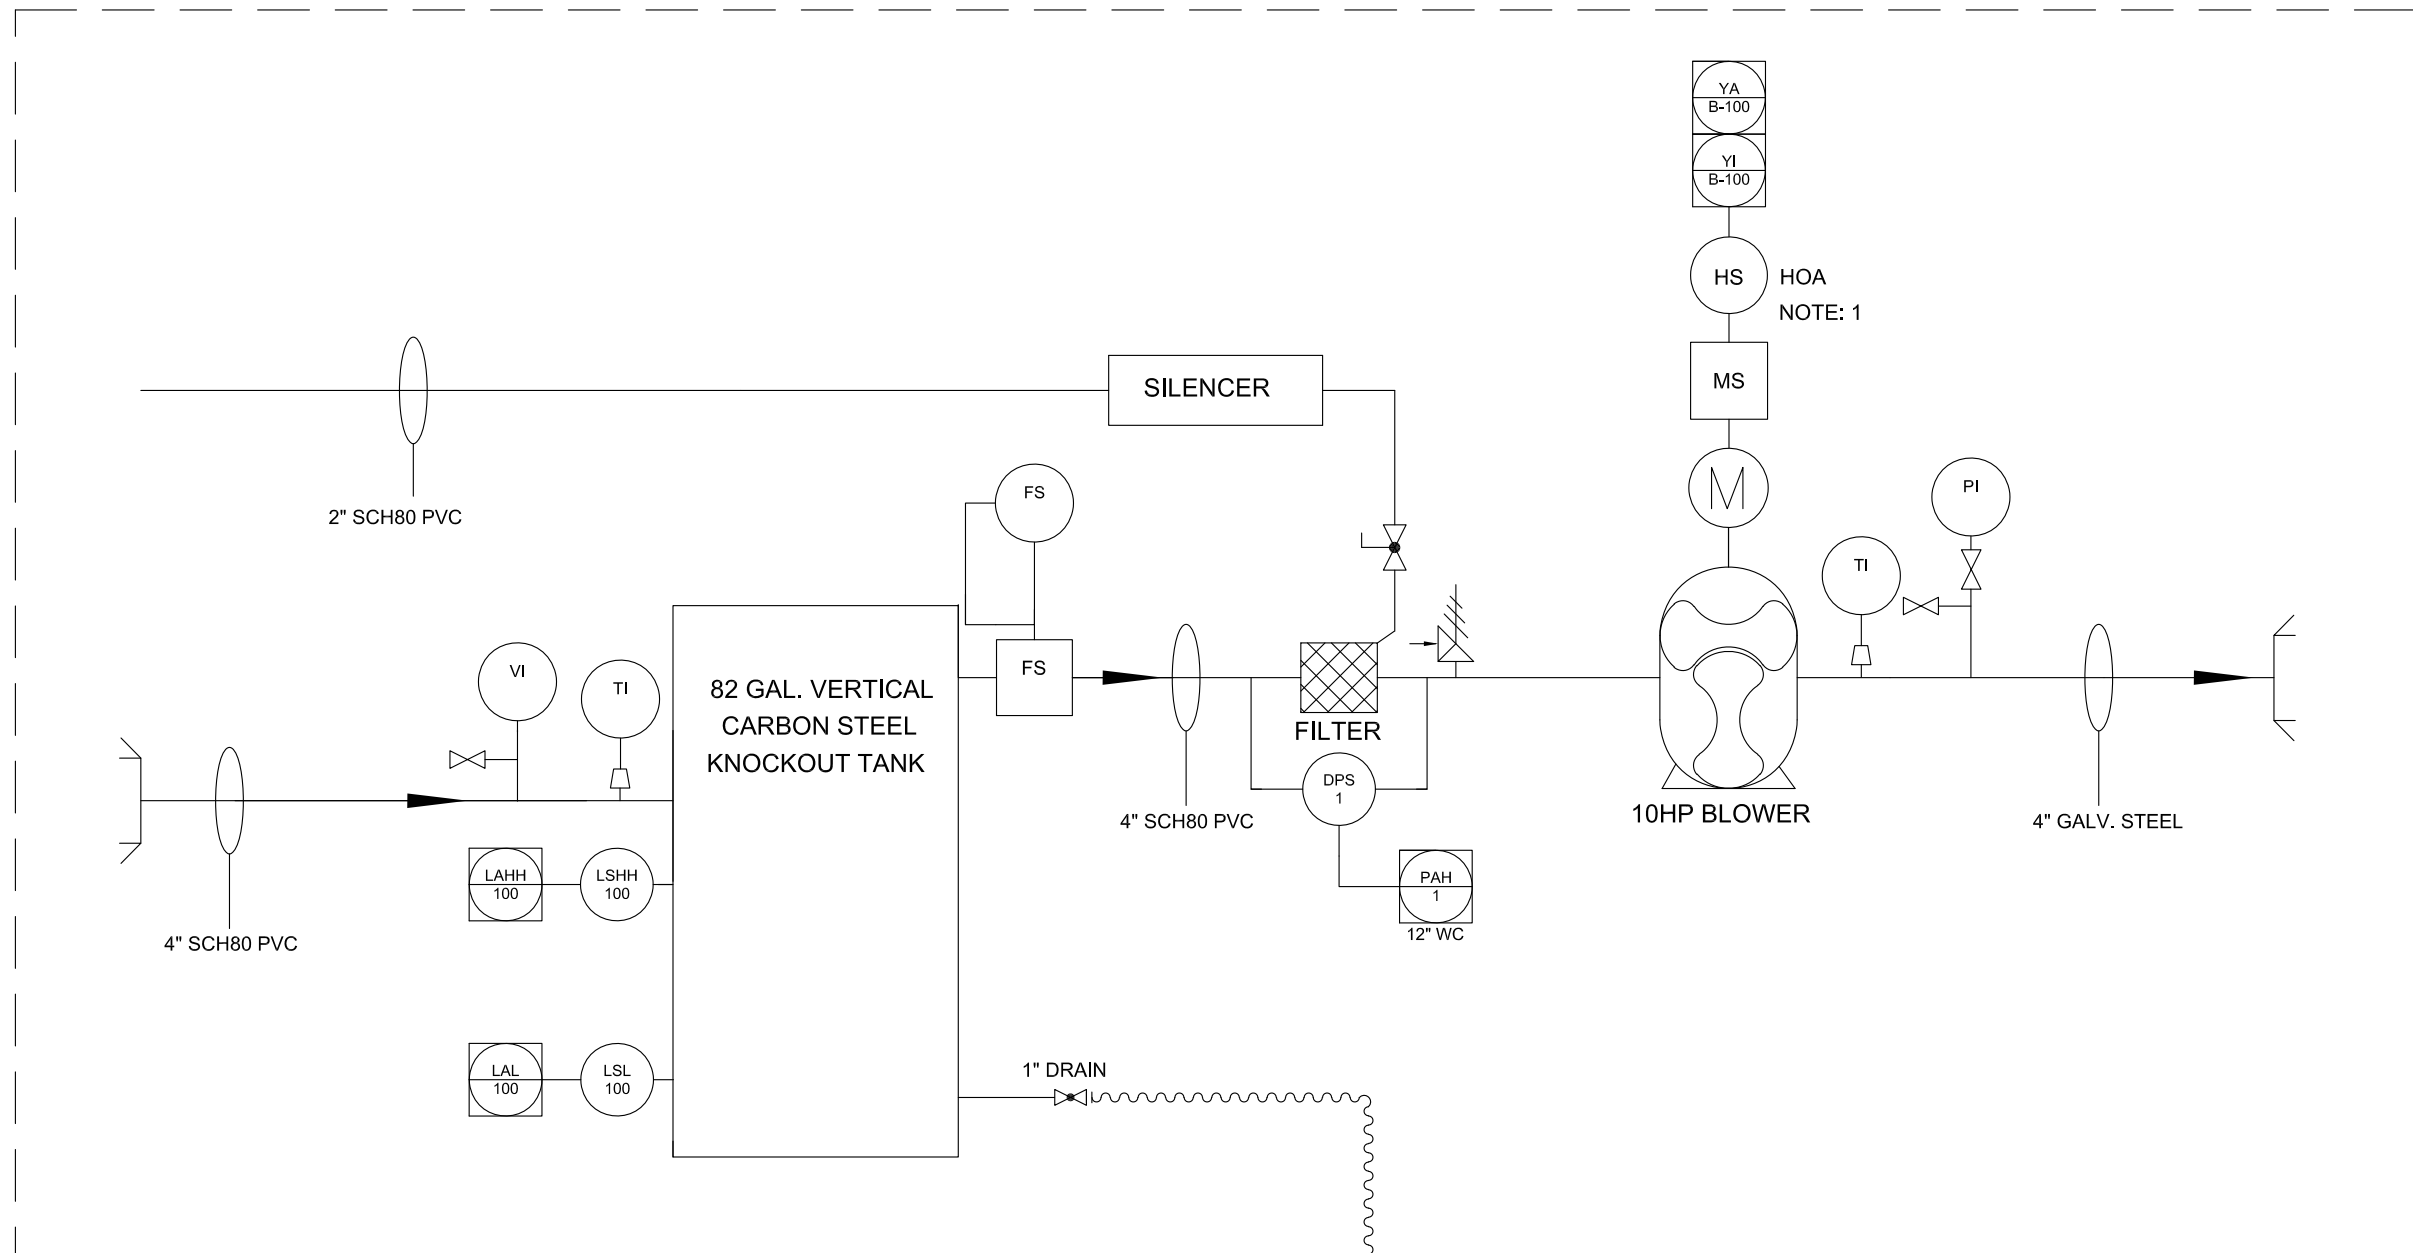 YA
B-100
YI
B-100
HS
HOA
NOTE: 1
MS
SILENCER
M
2" SCH80 PVC
FS
PI
TI
VI
TI
FS
82 GAL. VERTICAL
CARBON STEEL
KNOCKOUT TANK
FILTER
DPS
1
4" SCH80 PVC
10HP BLOWER
4" GALV. STEEL
LAHH
100
LSHH
100
PAH
1
12" WC
4" SCH80 PVC
LAL
100
LSL
100
1" DRAIN